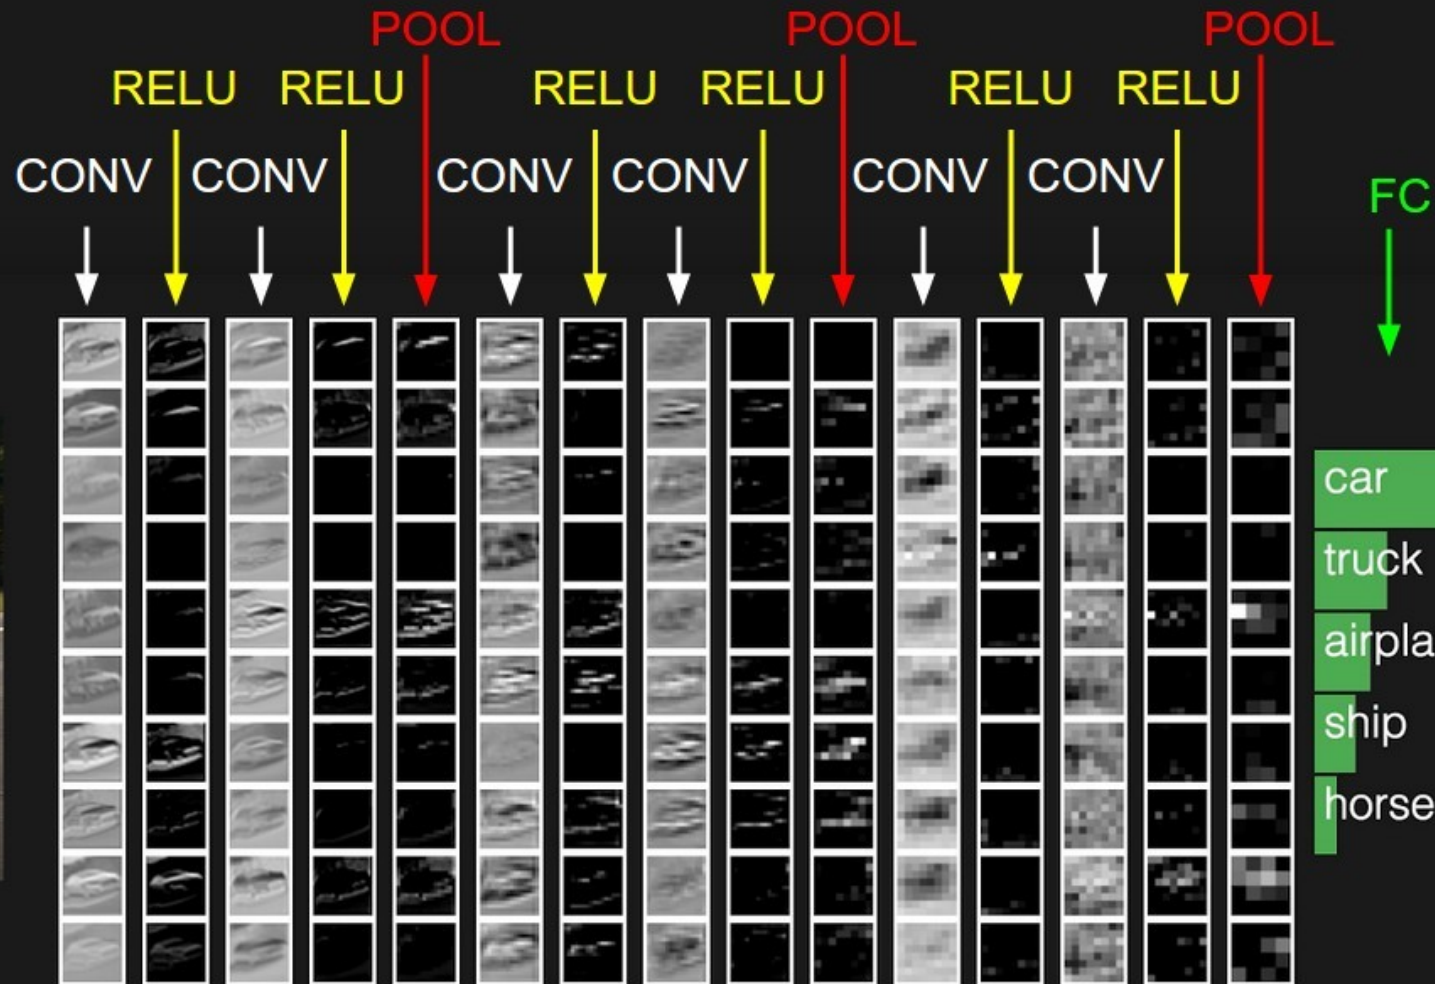 POOL POOL POOL
RELU RELU RELU RELU RELU RELU
CONV CONV CONV CONV CONV CONV
FC
car
truck
airpla
ship
horse